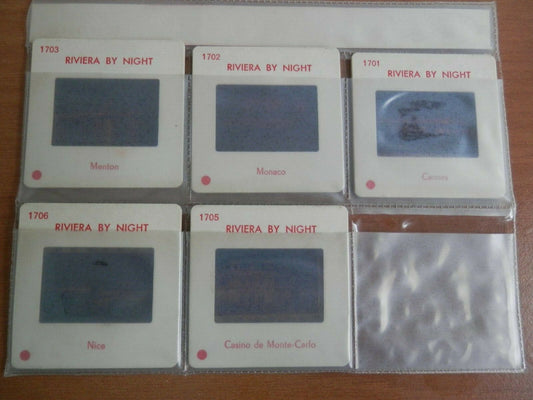 1703
RIVIERA BY NIGHT
Menton
1702
RIVIERA BY NIGHT
Monaco
1701
RIVIERA BY NIGHT
Cannes
1706
RIVIERA BY NIGHT
Nice
1705
RIVIERA BY NIGHT
Casino de Monte-Carlo